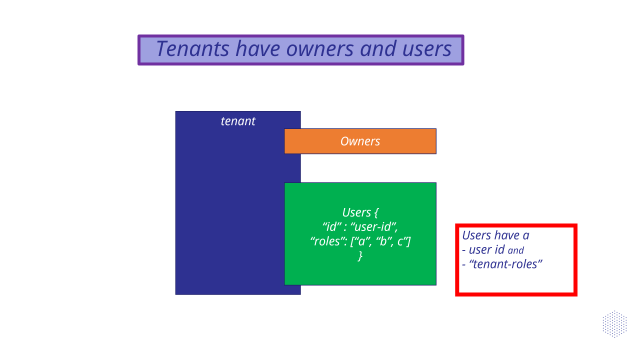 Tenants have owners and users
tenant
Owners
Users {
“id” : “user-id”,
“roles”: [“a”, “b”, c”]
}
Users have a
- user id and
- “tenant-roles”